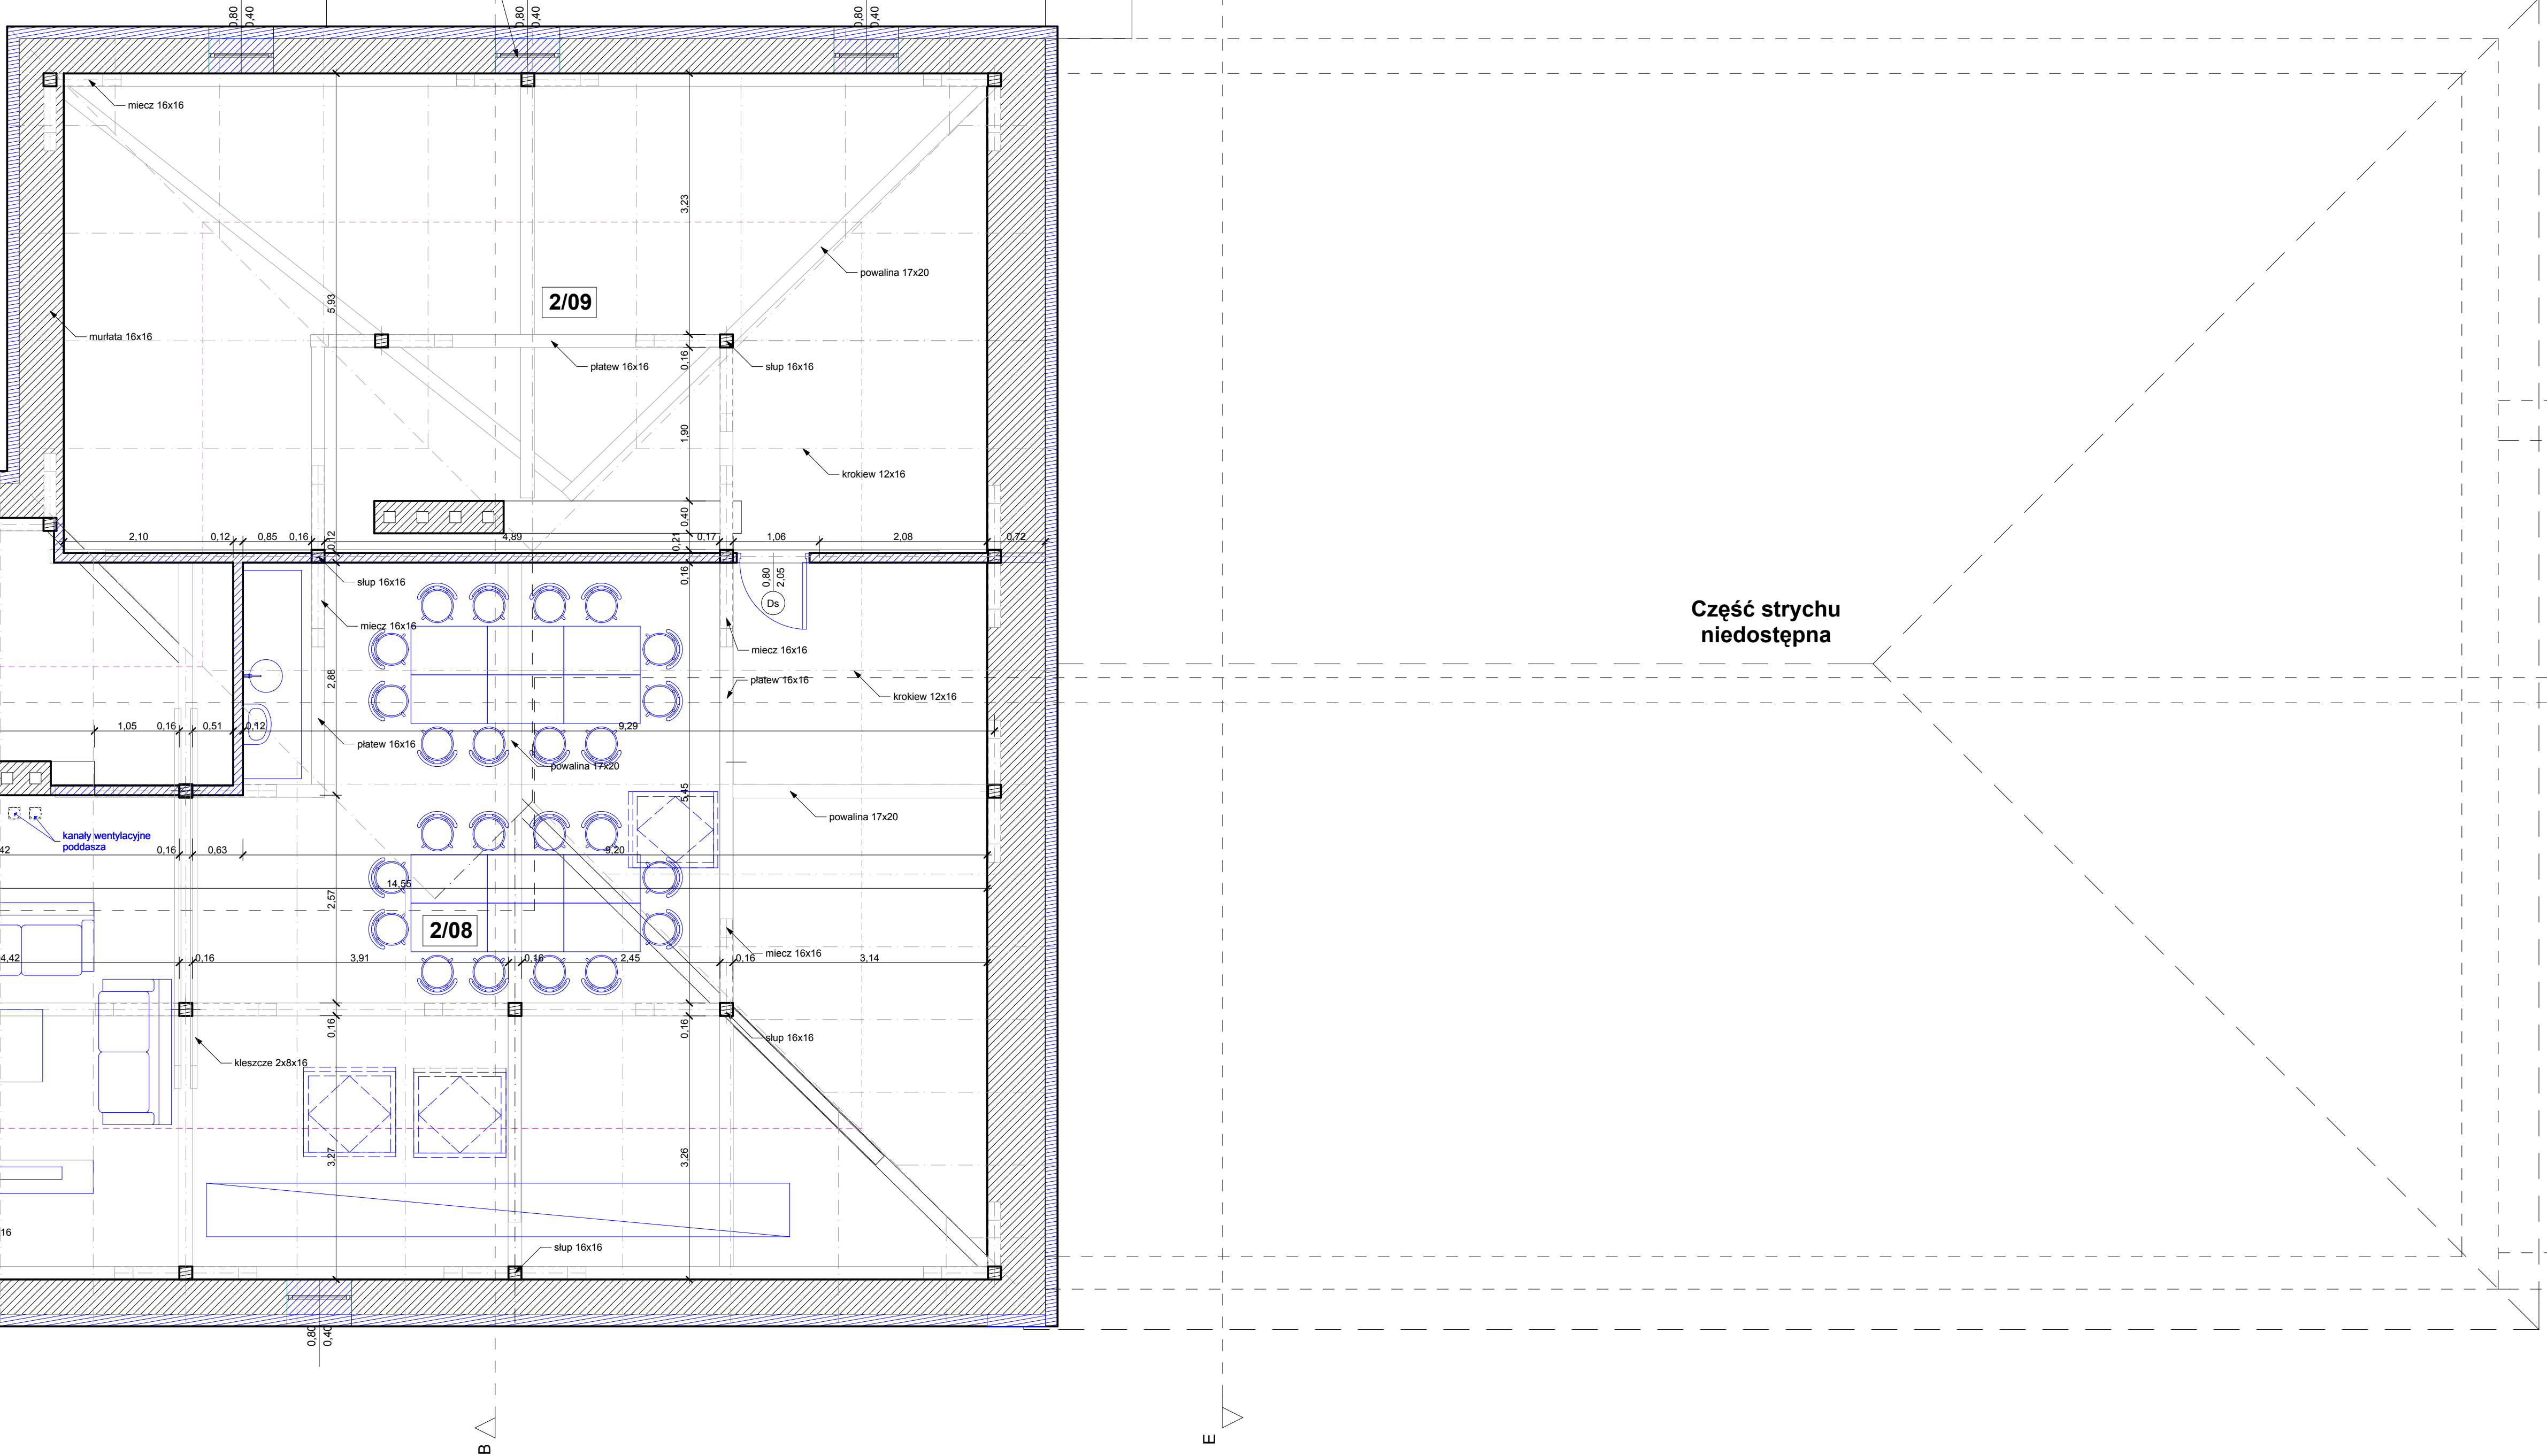 0,80
0,40
0,80
0,40
0,80
0,40
miecz 16x16
3,23
powalina 17x20
5,93
2/09
murłata 16x16
płatew 16x16
0,16
słup 16x16
1,90
krokiew 12x16
0,40
2,10
0,12
0,85
0,16
0,12
4,89
0,21
0,17
1,06
2,08
0,72
słup 16x16
0,16
0,80
2,05
Ds
Część strychu
niedostępna
miecz 16x16
miecz 16x16
2,88
płatew 16x16
krokiew 12x16
1,05
0,16
0,51
0,12
9,29
płatew 16x16
powalina 17x20
5,45
powalina 17x20
kanały wentylacyjne
poddasza
42
0,16
0,63
9,20
14,55
2,57
2/08
4,42
0,16
3,91
0,16
2,45
0,16
3,14
miecz 16x16
0,16
0,16
słup 16x16
kleszcze 2x8x16
3,27
3,26
16
słup 16x16
0,80
0,40
B
E